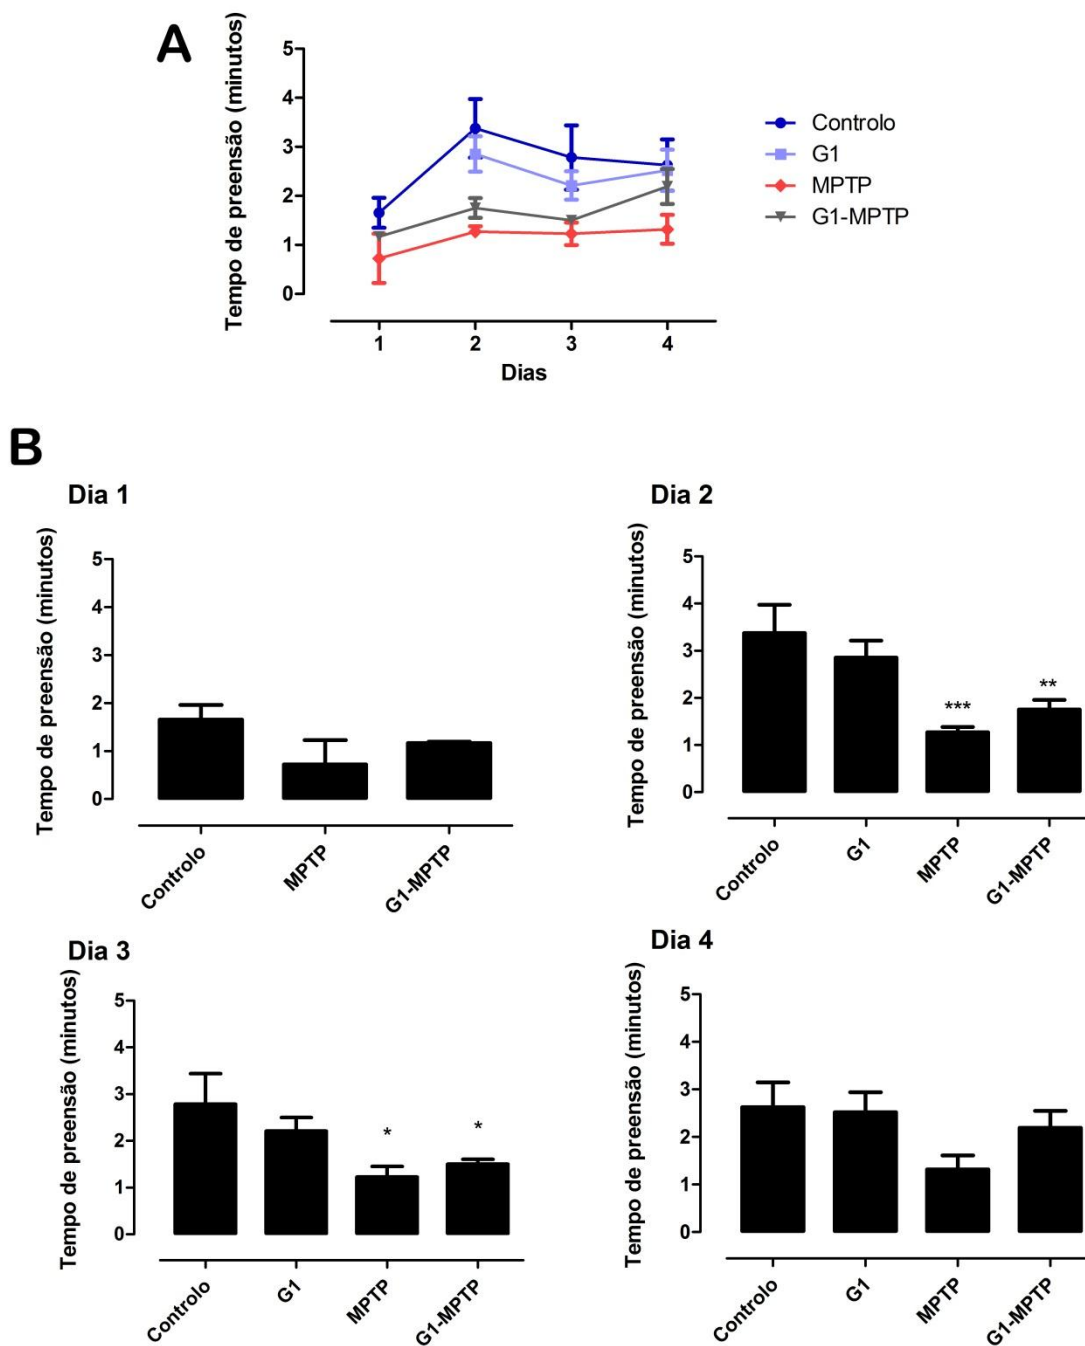 A
Tempo de preensão (minutos)
5
4
3
2
1
0
1 2 3 4
Dias
Controlo
G1
MPTP
G1-MPTP
B
Dia 1
Tempo de preensão (minutos)
5
4
3
2
1
0
Controlo
MPTP
G1-MPTP
Dia 2
Tempo de preensão (minutos)
5
4
3
2
1
0
***
**
Controlo
G1
MPTP
G1-MPTP
Dia 3
Tempo de preensão (minutos)
5
4
3
2
1
0
*
*
Controlo
G1
MPTP
G1-MPTP
Dia 4
Tempo de preensão (minutos)
5
4
3
2
1
0
Controlo
G1
MPTP
G1-MPTP